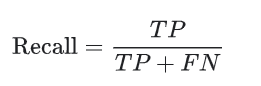 Recall = TP / TP + FN